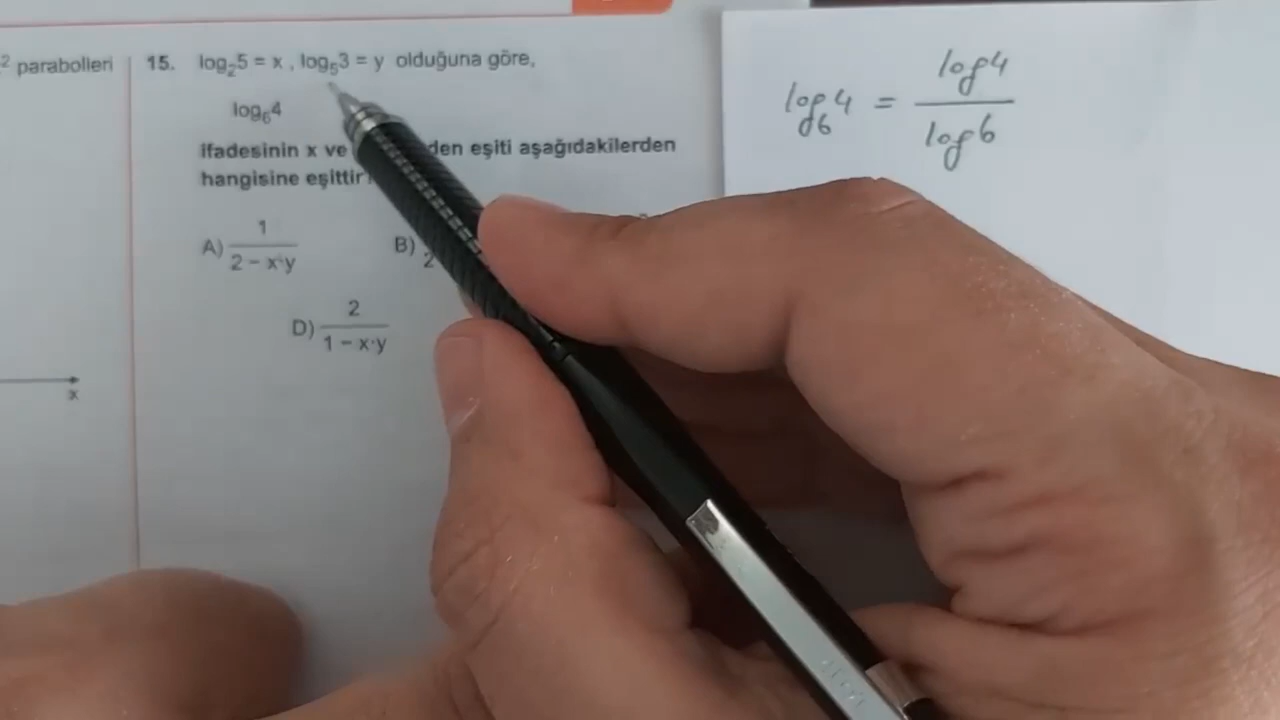 ² parabolleri
15. log₂5 = x , log₅3 = y olduğuna göre,
log₆4
ifadesinin x ve den eşiti aşağıdakilerden
hangisine eşittir
A) 1 / (2 – x·y)
B) 2
D) 2 / (1 – x·y)
x
log₆4 = log4 / log6